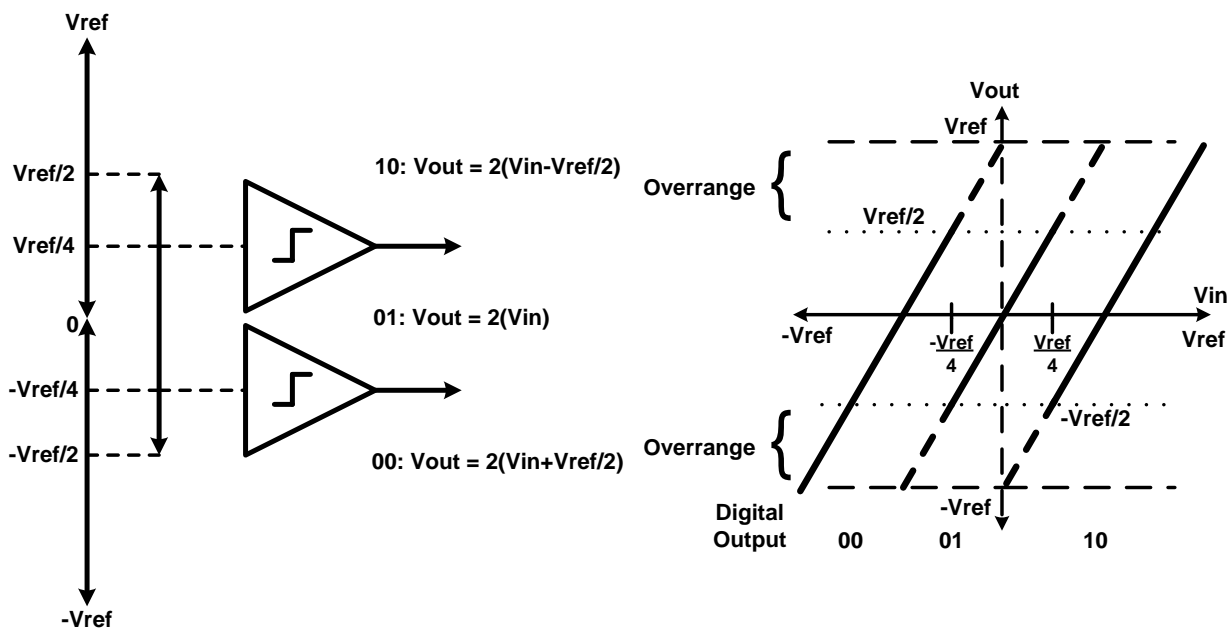 Vref
Vref/2
Vref/4
0
-Vref/4
-Vref/2
-Vref
10: Vout = 2(Vin-Vref/2)
01: Vout = 2(Vin)
00: Vout = 2(Vin+Vref/2)
Vout
Vref
Overrange {
Vref/2
Vin
-Vref
Vref
-Vref
4
Vref
4
-Vref/2
Overrange {
-Vref
Digital
Output
00
01
10